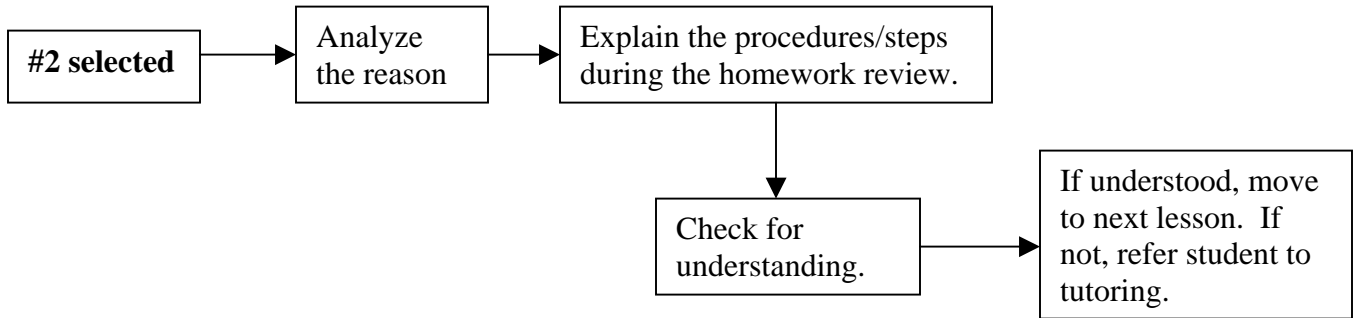 #2 selected
Analyze
the reason
Explain the procedures/steps
during the homework review.
Check for
understanding.
If understood, move
to next lesson.  If
not, refer student to
tutoring.